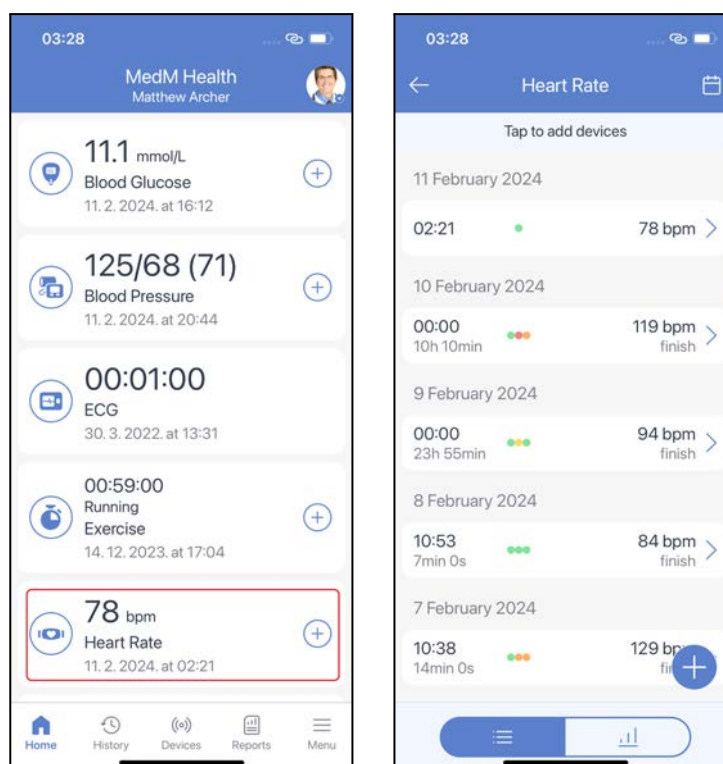 03:28
MedM Health
Matthew Archer
11.1 mmol/L
Blood Glucose
11. 2. 2024. at 16:12
125/68 (71)
Blood Pressure
11. 2. 2024. at 20:44
00:01:00
ECG
30. 3. 2022. at 13:31
00:59:00
Running
Exercise
14. 12. 2023. at 17:04
78 bpm
Heart Rate
11. 2. 2024. at 02:21
Home History Devices Reports Menu
03:28
Heart Rate
Tap to add devices
11 February 2024
02:21 78 bpm
10 February 2024
00:00 119 bpm
10h 10min finish
9 February 2024
00:00 94 bpm
23h 55min finish
8 February 2024
10:53 84 bpm
7min 0s finish
7 February 2024
10:38 129
14min 0s